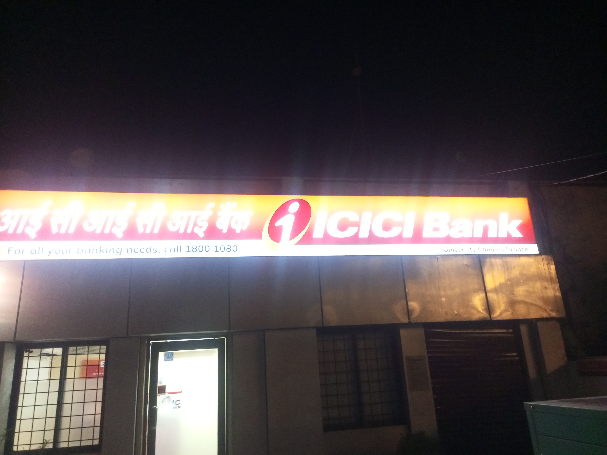 आई सी आई सी आई बैंक
ICICI Bank
For all your banking needs, call 1800 1080